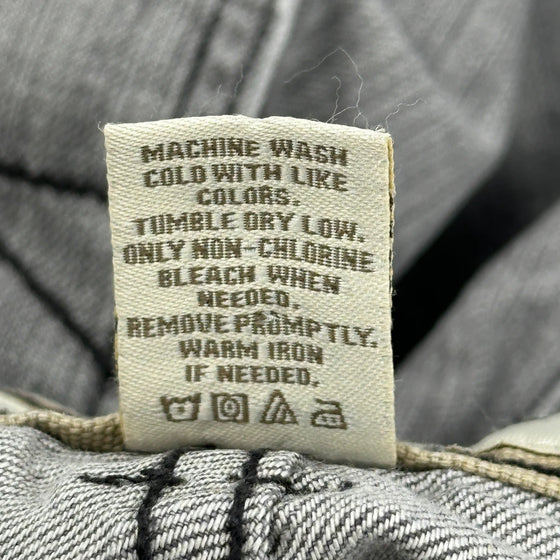 MACHINE WASH
COLD WITH LIKE
COLORS.
TUMBLE DRY LOW.
ONLY NON-CHLORINE
BLEACH WHEN
NEEDED.
REMOVE PROMPTLY.
WARM IRON
IF NEEDED.